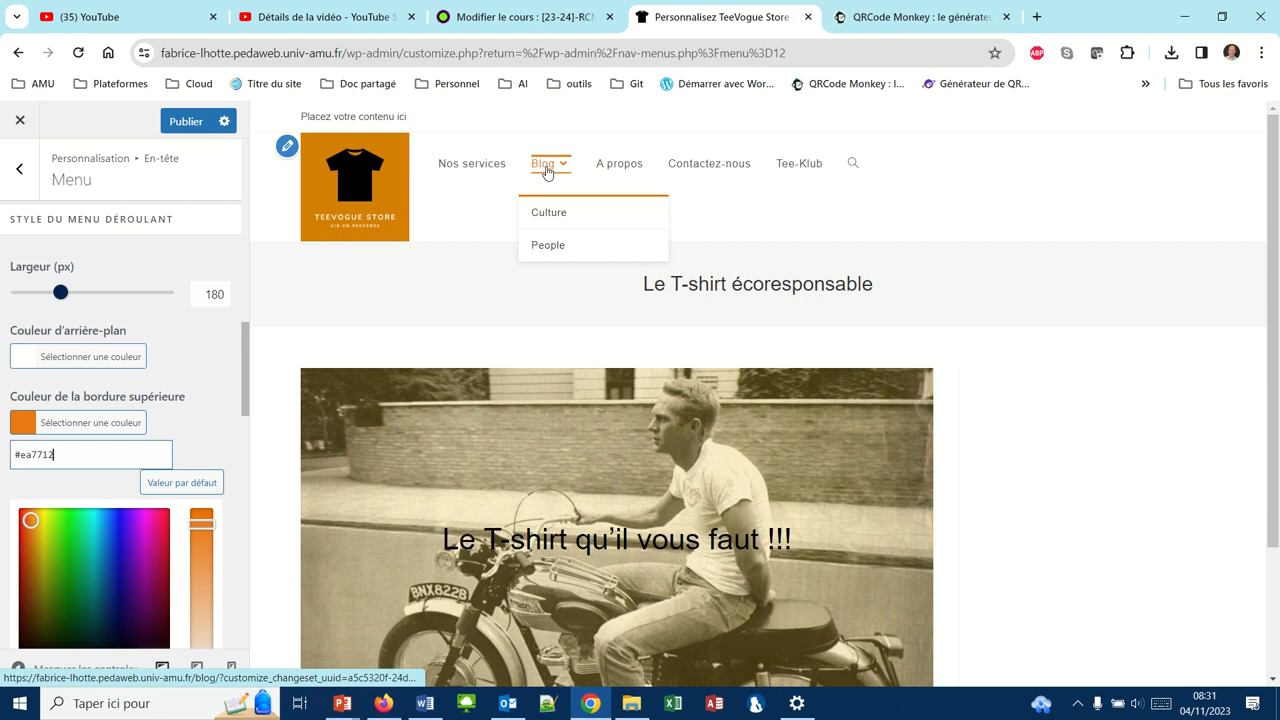 (35) YouTube
Détails de la vidéo - YouTube S
Modifier le cours : [23-24]-RCN
Personnalisez TeeVogue Store -
QRCode Monkey : le générateu
fabrice-lhotte.pedaweb.univ-amu.fr/wp-admin/customize.php?return=%2Fwp-admin%2Fnav-menus.php%3Fmenu%3D12
ABP
AMU
Plateformes
Cloud
Titre du site
Doc partagé
Personnel
AI
outils
Git
Démarrer avec Wor...
QRCode Monkey : l...
Générateur de QR...
»
Tous les favoris
Publier
Personnalisation ▸ En-tête
Menu
STYLE DU MENU DÉROULANT
Largeur (px)
180
Couleur d'arrière-plan
Sélectionner une couleur
Couleur de la bordure supérieure
Sélectionner une couleur
#ea7712
Valeur par défaut
Placez votre contenu ici
TEEVOGUE STORE
AIX-EN-PROVENCE
Nos services
Blog
A propos
Contactez-nous
Tee-Klub
Culture
People
Le T-shirt écoresponsable
Le T-shirt qu'il vous faut !!!
BNX822B
https://fabrice-lhotte.pedaweb.univ-amu.fr/blog/?customize_changeset_uuid=a5c5320f-24d...
Taper ici pour
08:31
04/11/2023